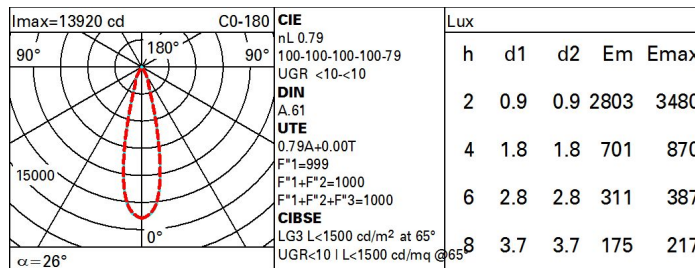 Imax=13920 cd C0-180
90° 180° 90°
15000
0°
α=26°
CIE
nL 0.79
100-100-100-100-79
UGR <10-<10
DIN
A.61
UTE
0.79A+0.00T
F"1=999
F"1+F"2=1000
F"1+F"2+F"3=1000
CIBSE
LG3 L<1500 cd/m² at 65°
UGR<10 | L<1500 cd/mq @65°
Lux
h d1 d2 Em Emax
2 0.9 0.9 2803 3480
4 1.8 1.8 701 870
6 2.8 2.8 311 387
8 3.7 3.7 175 217